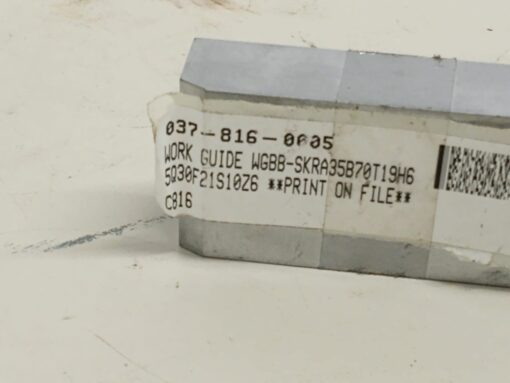 037-816-0005
WORK GUIDE WGBB-SKRA35B70T19H6
5Q30F21S10Z6 **PRINT ON FILE**
C816